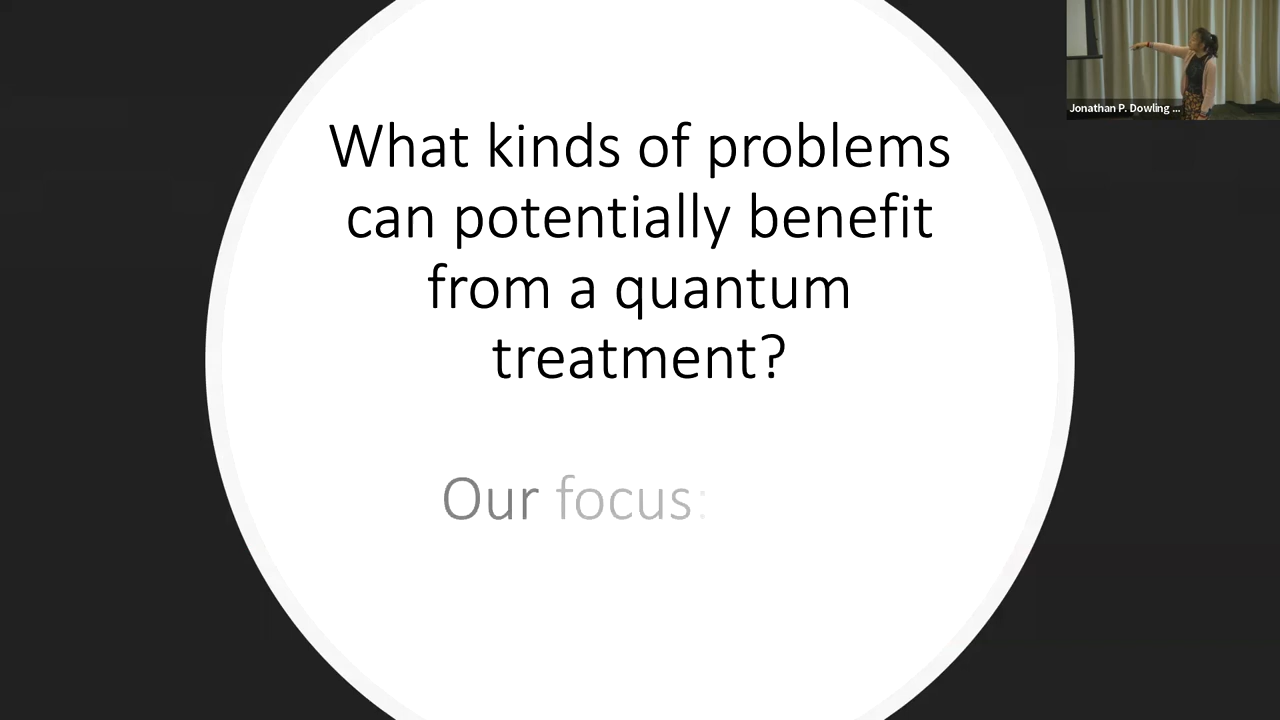 What kinds of problems
can potentially benefit
from a quantum
treatment?
Our focus:
Jonathan P. Dowling ...